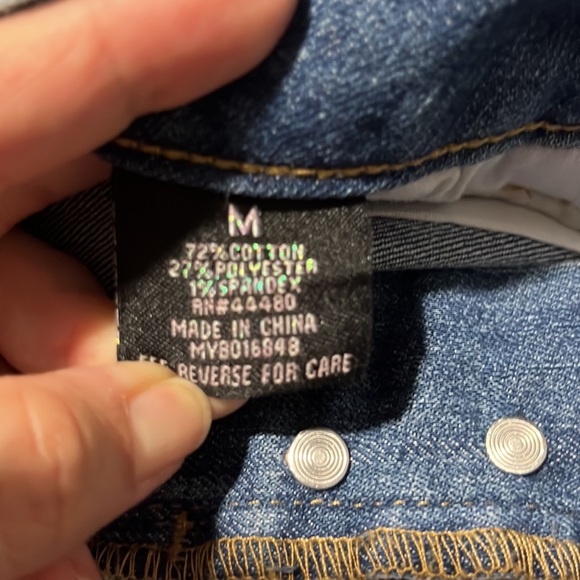 M
72% COTTON
27% POLYESTER
1% SPANDEX
RN#44480
MADE IN CHINA
MYB016848
REVERSE FOR CARE